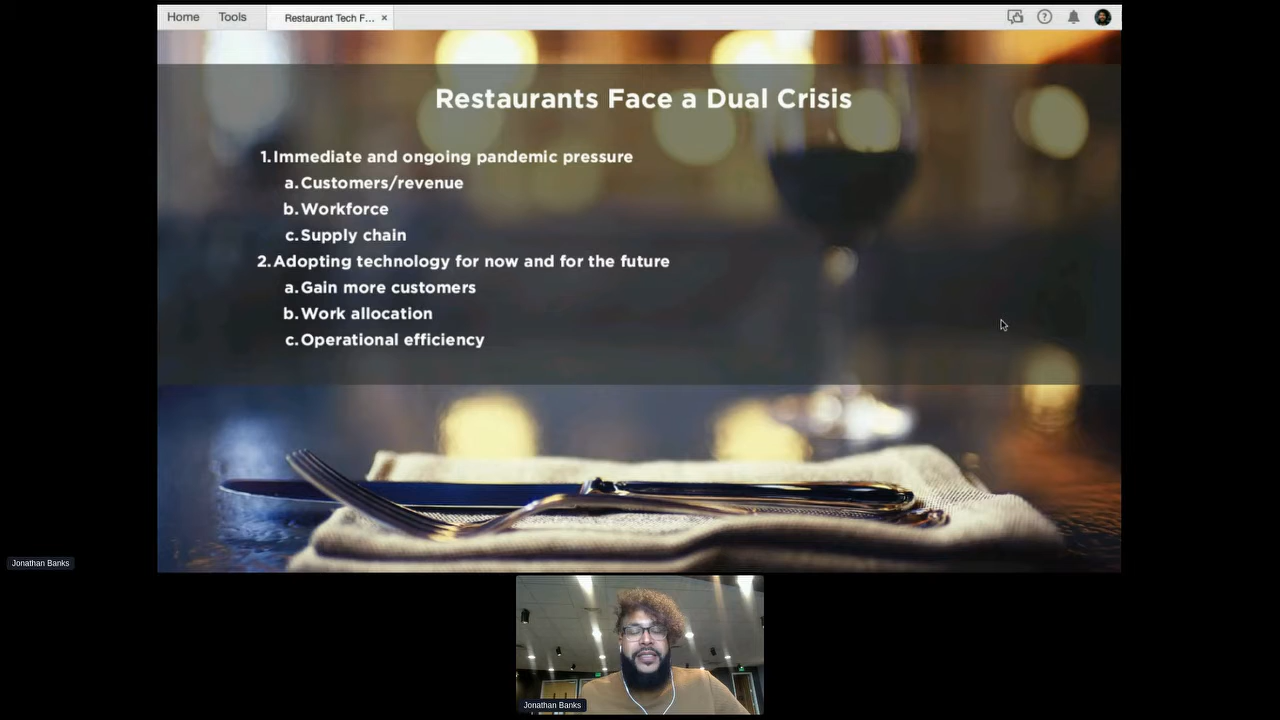 Home Tools Restaurant Tech F... ×
Restaurants Face a Dual Crisis
1. Immediate and ongoing pandemic pressure
a. Customers/revenue
b. Workforce
c. Supply chain
2. Adopting technology for now and for the future
a. Gain more customers
b. Work allocation
c. Operational efficiency
Jonathan Banks
Jonathan Banks